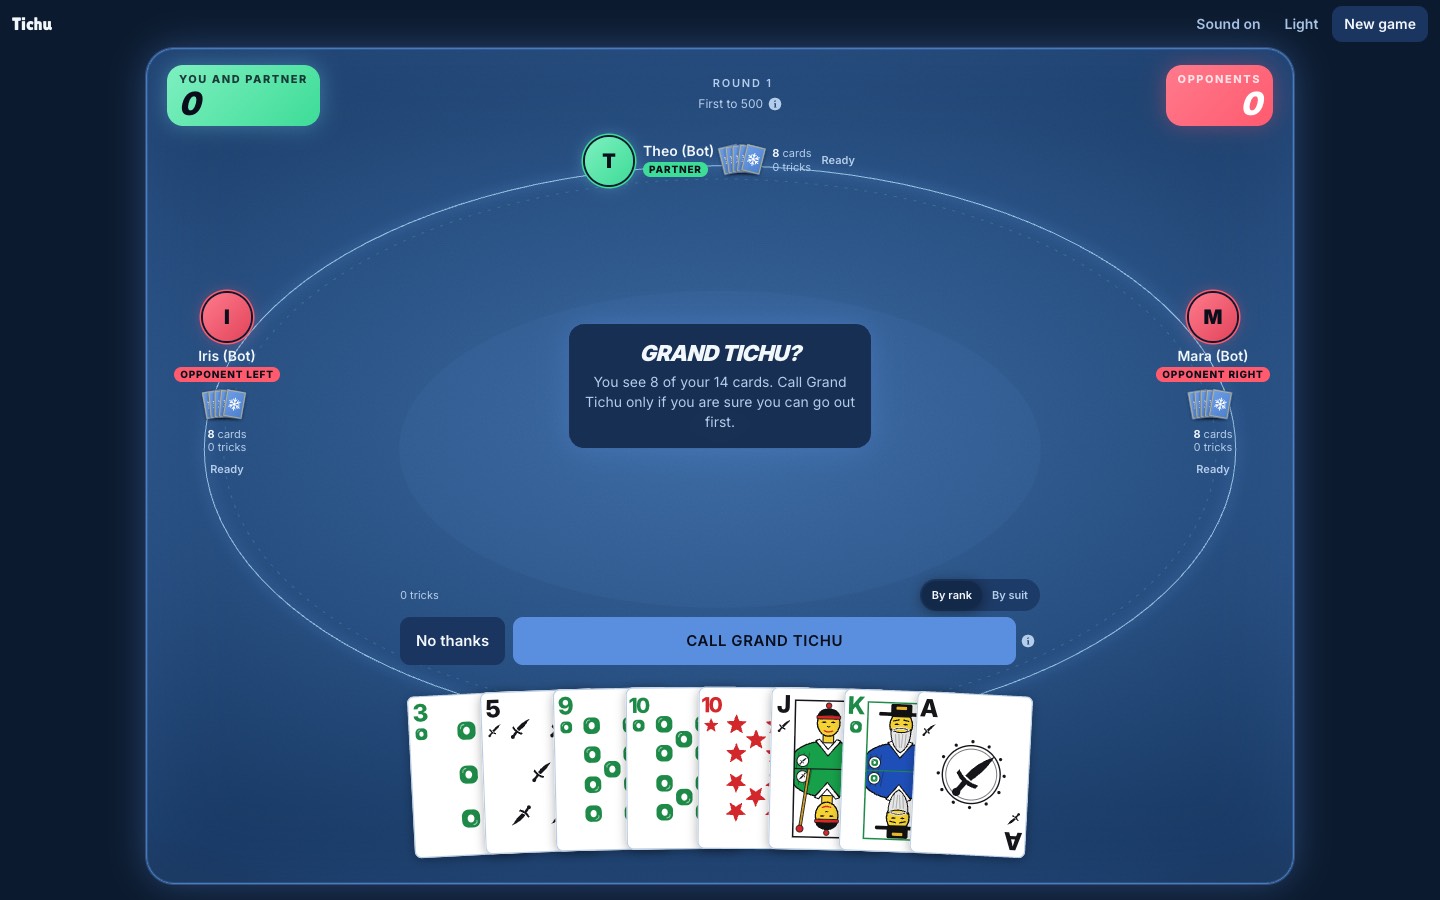 Tichu
Sound on
Light
New game
YOU AND PARTNER
0
ROUND 1
First to 500
OPPONENTS
0
T
Theo (Bot)
PARTNER
8 cards
0 tricks
Ready
I
Iris (Bot)
OPPONENT LEFT
8 cards
0 tricks
Ready
M
Mara (Bot)
OPPONENT RIGHT
8 cards
0 tricks
Ready
GRAND TICHU?
You see 8 of your 14 cards. Call Grand
Tichu only if you are sure you can go out
first.
0 tricks
By rank
By suit
No thanks
CALL GRAND TICHU
3
5
9
10
10
J
K
A
A